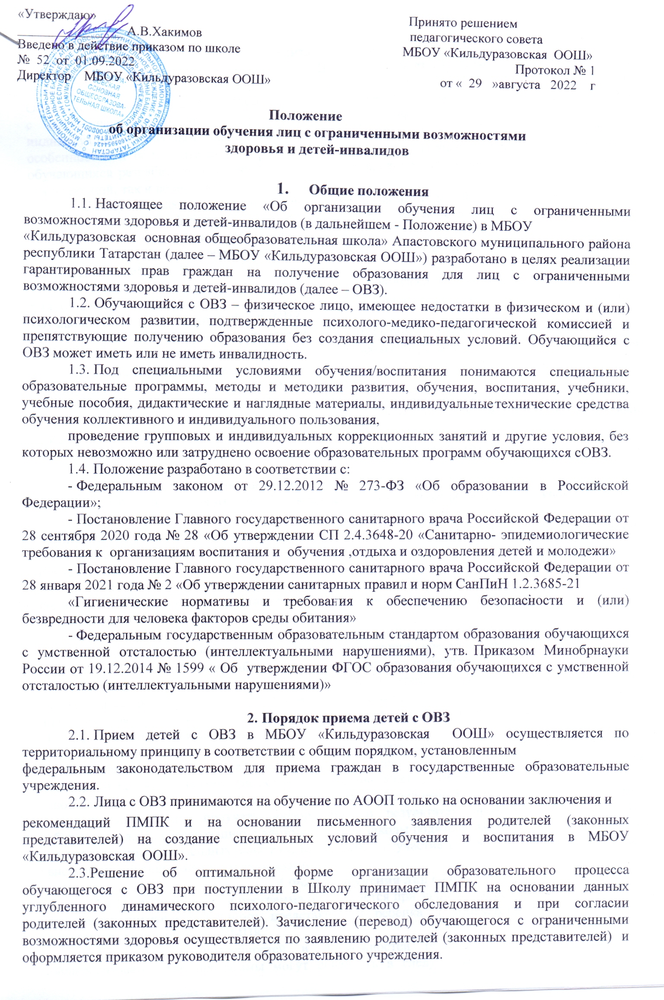 «Утверждаю»
А.В.Хакимов
Введено в действие приказом по школе
№ 52 от 01.09.2022
Директор МБОУ «Кильдуразовская ООШ»
Принято решением
педагогического совета
МБОУ «Кильдуразовская ООШ»
Протокол № 1
от « 29 »августа 2022 г
ОСНОВНАЯ
ОБЩЕОБРАЗОВА-
ТЕЛЬНАЯ ШКОЛА»
Положение
об организации обучения лиц с ограниченными возможностями
здоровья и детей-инвалидов
1. Общие положения
1.1. Настоящее положение «Об организации обучения лиц с ограниченными
возможностями здоровья и детей-инвалидов (в дальнейшем - Положение) в МБОУ
«Кильдуразовская основная общеобразовательная школа» Апастовского муниципального района
республики Татарстан (далее – МБОУ «Кильдуразовская ООШ») разработано в целях реализации
гарантированных прав граждан на получение образования для лиц с ограниченными
возможностями здоровья и детей-инвалидов (далее – ОВЗ).
1.2. Обучающийся с ОВЗ – физическое лицо, имеющее недостатки в физическом и (или)
психологическом развитии, подтвержденные психолого-медико-педагогической комиссией и
препятствующие получению образования без создания специальных условий. Обучающийся с
ОВЗ может иметь или не иметь инвалидность.
1.3. Под специальными условиями обучения/воспитания понимаются специальные
образовательные программы, методы и методики развития, обучения, воспитания, учебники,
учебные пособия, дидактические и наглядные материалы, индивидуальные технические средства
обучения коллективного и индивидуального пользования,
проведение групповых и индивидуальных коррекционных занятий и другие условия, без
которых невозможно или затруднено освоение образовательных программ обучающихся сОВЗ.
1.4. Положение разработано в соответствии с:
- Федеральным законом от 29.12.2012 № 273-ФЗ «Об образовании в Российской
Федерации»;
- Постановление Главного государственного санитарного врача Российской Федерации от
28 сентября 2020 года № 28 «Об утверждении СП 2.4.3648-20 «Санитарно- эпидемиологические
требования к организациям воспитания и обучения ,отдыха и оздоровления детей и молодежи»
- Постановление Главного государственного санитарного врача Российской Федерации от
28 января 2021 года № 2 «Об утверждении санитарных правил и норм СанПиН 1.2.3685-21
«Гигиенические нормативы и требования к обеспечению безопасности и (или)
безвредности для человека факторов среды обитания»
- Федеральным государственным образовательным стандартом образования обучающихся
с умственной отсталостью (интеллектуальными нарушениями), утв. Приказом Минобрнауки
России от 19.12.2014 № 1599 « Об утверждении ФГОС образования обучающихся с умственной
отсталостью (интеллектуальными нарушениями)»
2. Порядок приема детей с ОВЗ
2.1. Прием детей с ОВЗ в МБОУ «Кильдуразовская ООШ» осуществляется по
территориальному принципу в соответствии с общим порядком, установленным
федеральным законодательством для приема граждан в государственные образовательные
учреждения.
2.2. Лица с ОВЗ принимаются на обучение по АООП только на основании заключения и
рекомендаций ПМПК и на основании письменного заявления родителей (законных
представителей) на создание специальных условий обучения и воспитания в МБОУ
«Кильдуразовская ООШ».
2.3.Решение об оптимальной форме организации образовательного процесса
обучающегося с ОВЗ при поступлении в Школу принимает ПМПК на основании данных
углубленного динамического психолого-педагогического обследования и при согласии
родителей (законных представителей). Зачисление (перевод) обучающегося с ограниченными
возможностями здоровья осуществляется по заявлению родителей (законных представителей) и
оформляется приказом руководителя образовательного учреждения.